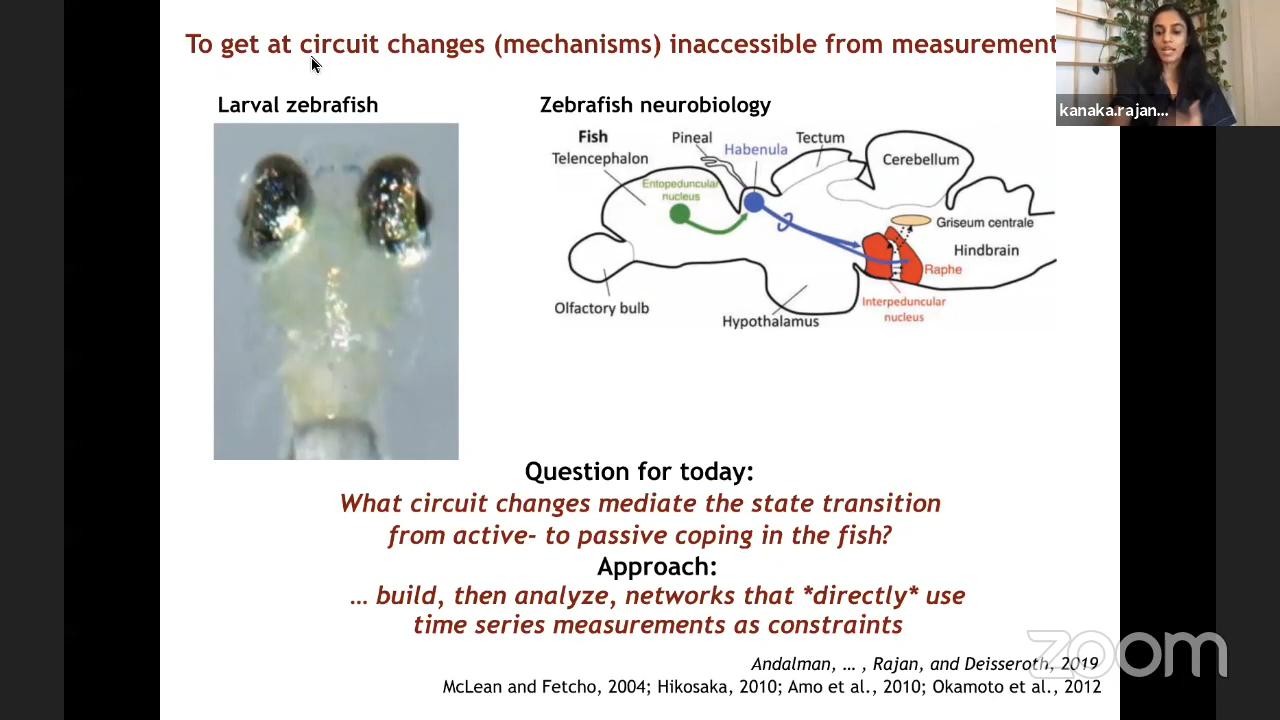 To get at circuit changes (mechanisms) inaccessible from measurement
kanaka.rajan...
Larval zebrafish
Zebrafish neurobiology
Fish
Telencephalon
Pineal
Habenula
Tectum
Cerebellum
Entopeduncular
nucleus
Griseum centrale
Hindbrain
Raphe
Interpeduncular
nucleus
Olfactory bulb
Hypothalamus
Question for today:
What circuit changes mediate the state transition
from active- to passive coping in the fish?
Approach:
... build, then analyze, networks that *directly* use
time series measurements as constraints
Andalman, ... , Rajan, and Deisseroth, 2019
McLean and Fetcho, 2004; Hikosaka, 2010; Amo et al., 2010; Okamoto et al., 2012
zoom